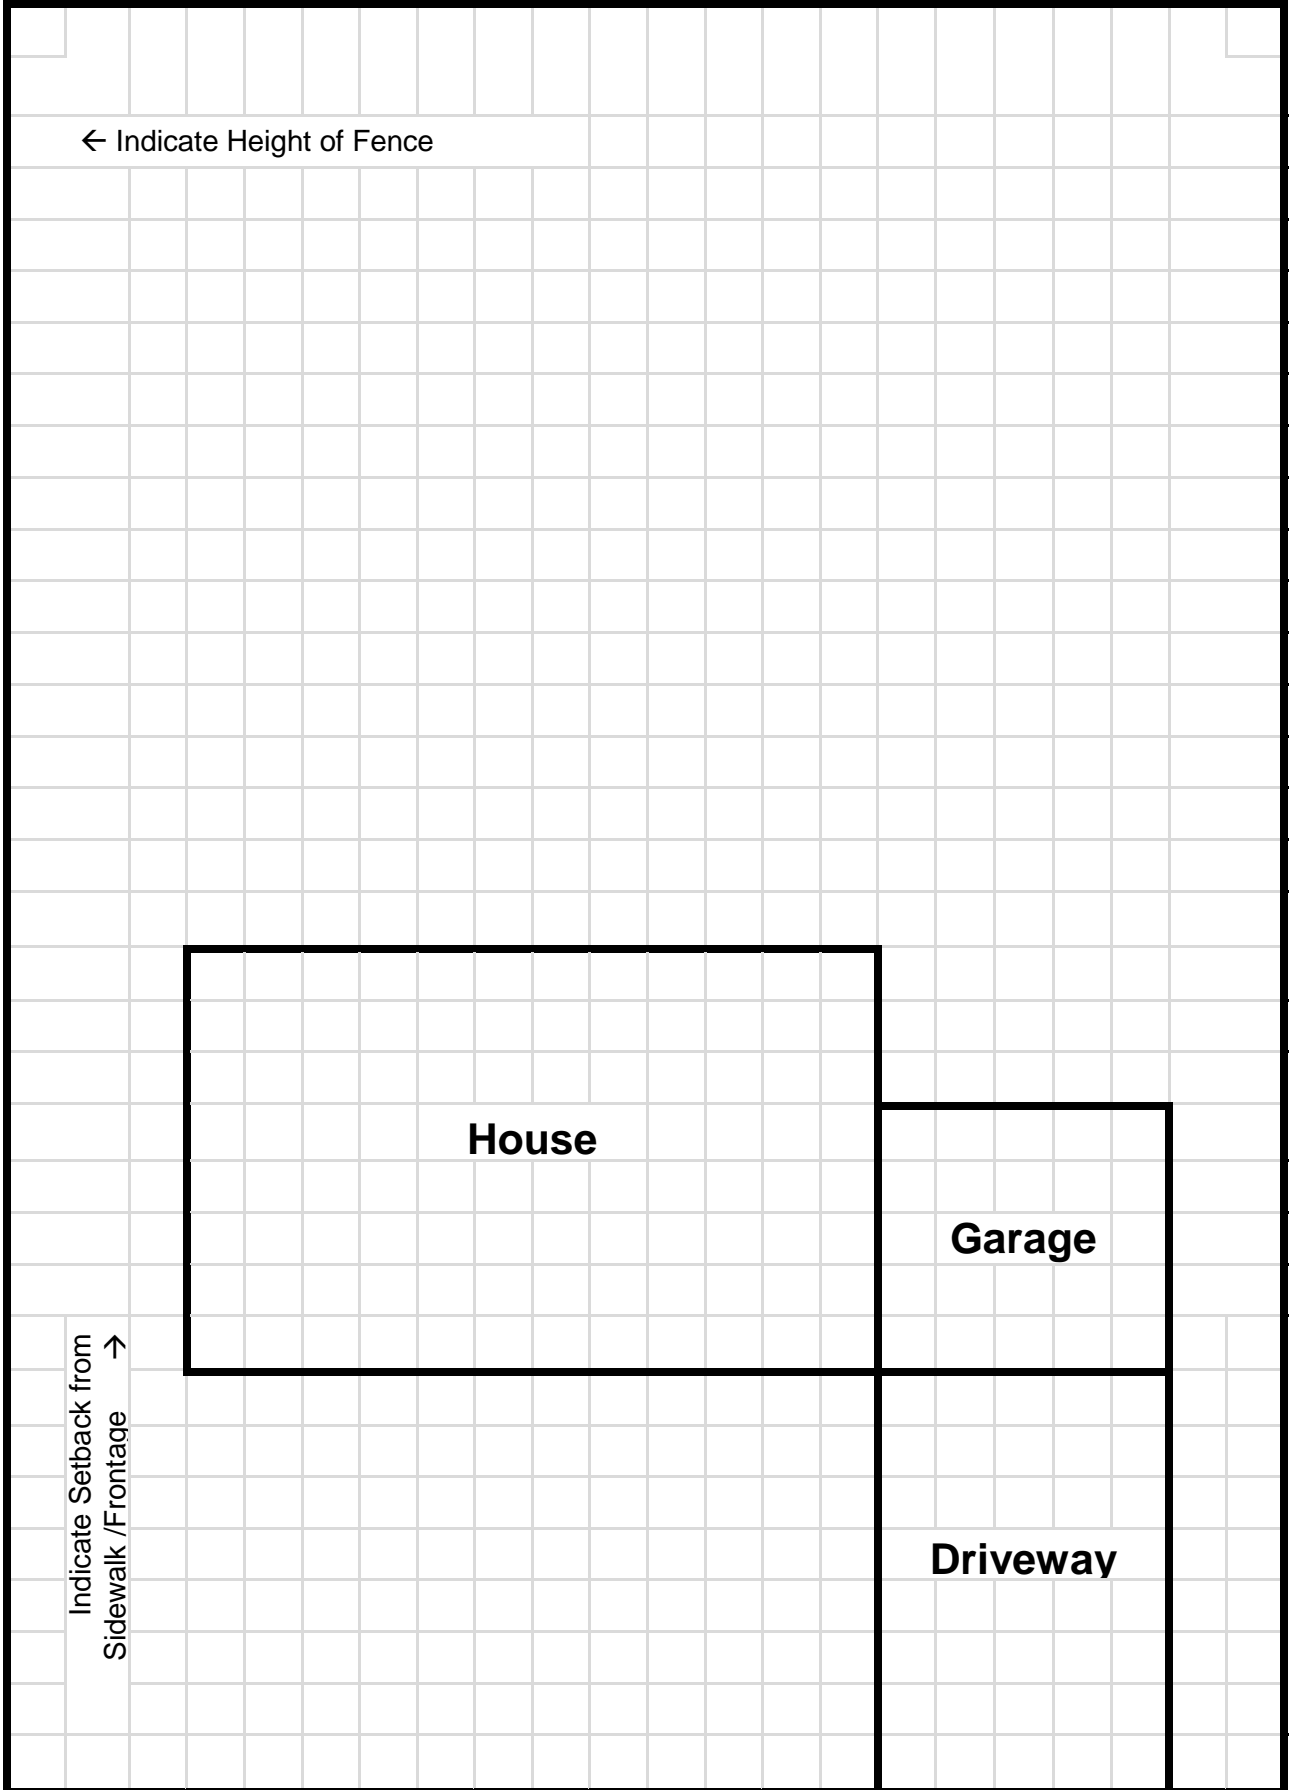 ← Indicate Height of Fence
House
Garage
Indicate Setback from
Sidewalk /Frontage →
Driveway